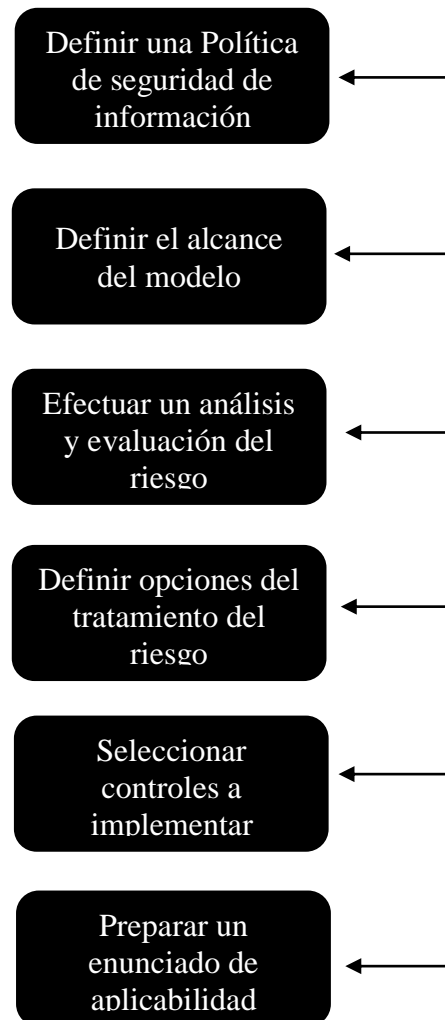 Definir una Política
de seguridad de
información
Definir el alcance
del modelo
Efectuar un análisis
y evaluación del
riesgo
Definir opciones del
tratamiento del
riesgo
Seleccionar
controles a
implementar
Preparar un
enunciado de
aplicabilidad